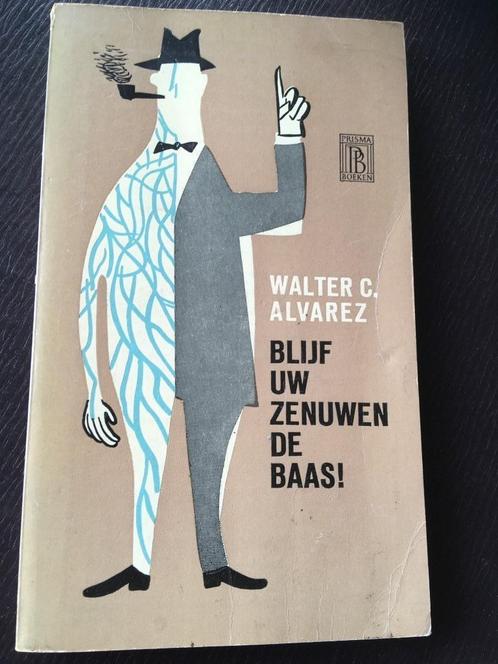 PRISMA
PB
BOEKEN
WALTER C.
ALVAREZ
BLIJF
UW
ZENUWEN
DE
BAAS!